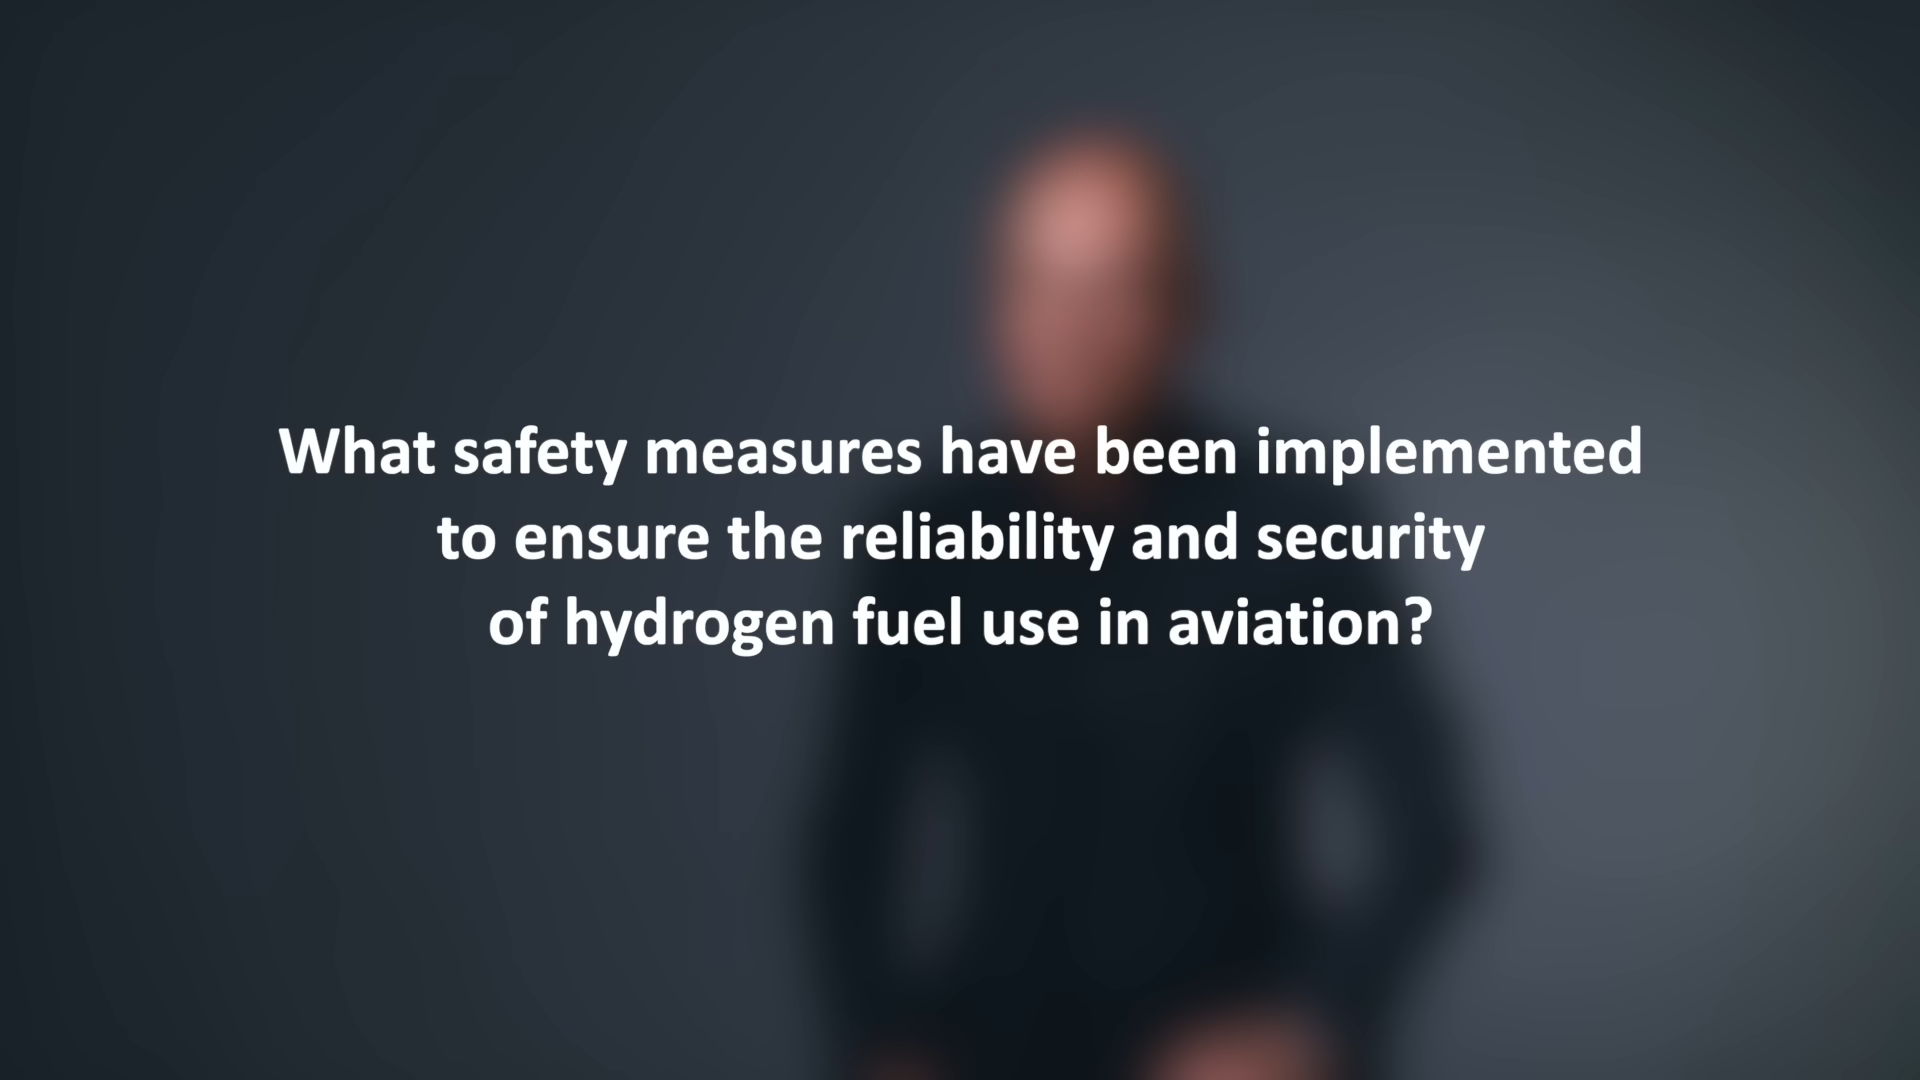 What safety measures have been implemented
to ensure the reliability and security
of hydrogen fuel use in aviation?